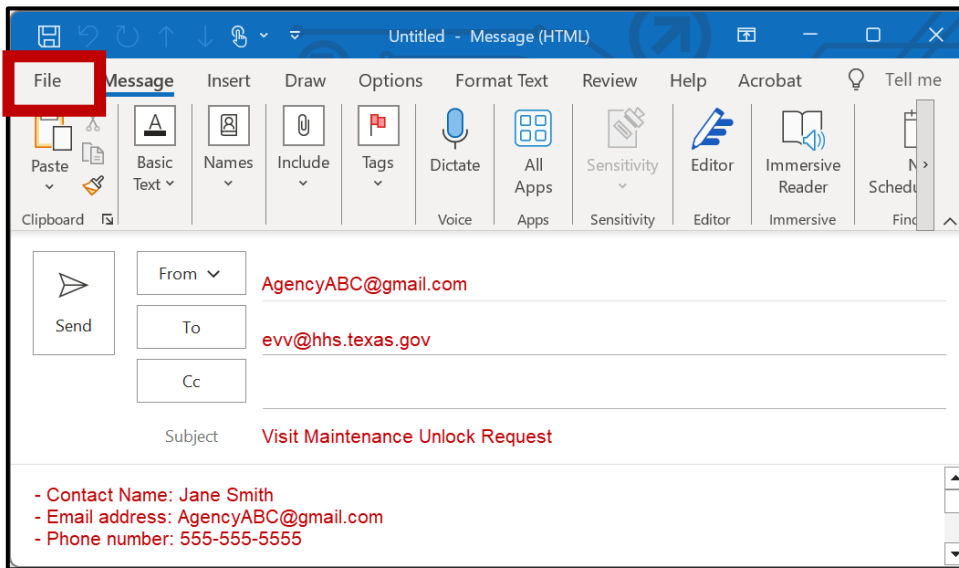 Untitled - Message (HTML)
File Message Insert Draw Options Format Text Review Help Acrobat Tell me
Paste
Basic Text
Names
Include
Tags
Dictate
All Apps
Sensitivity
Editor
Immersive Reader
Clipboard Voice Apps Sensitivity Editor Immersive
Send
From AgencyABC@gmail.com
To evv@hhs.texas.gov
Cc
Subject Visit Maintenance Unlock Request
- Contact Name: Jane Smith
- Email address: AgencyABC@gmail.com
- Phone number: 555-555-5555